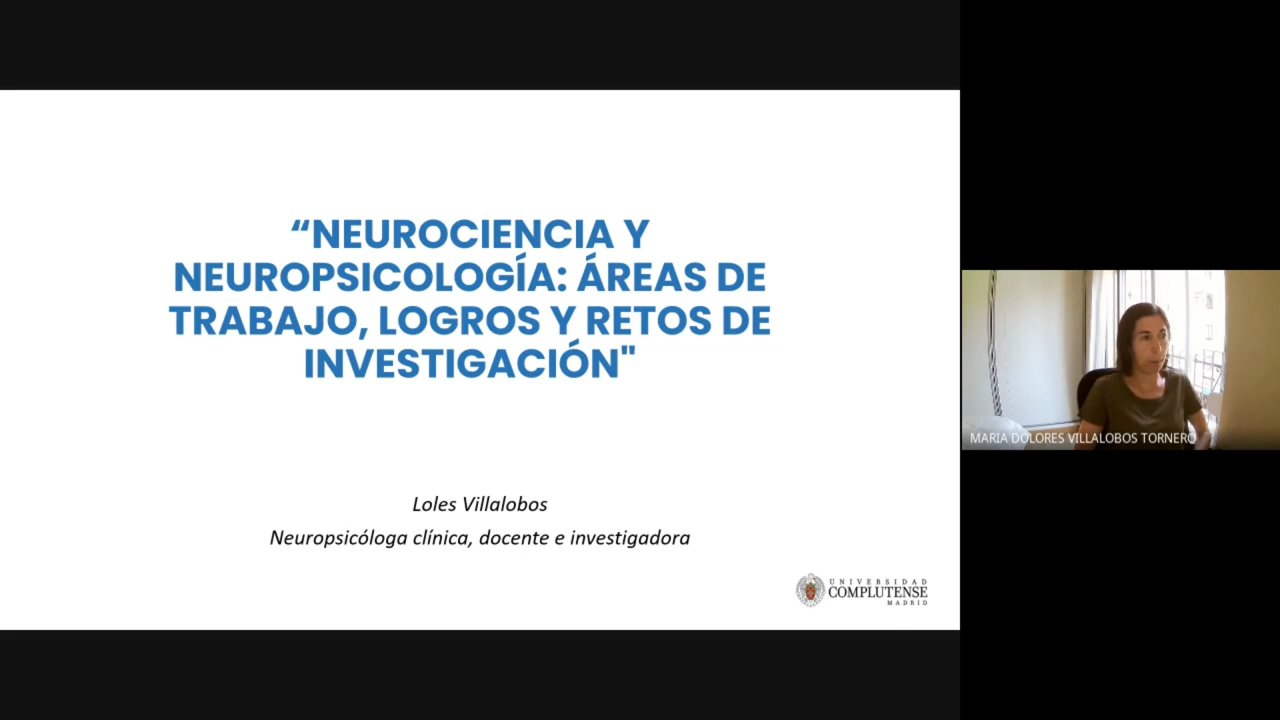 “NEUROCIENCIA Y
NEUROPSICOLOGÍA: ÁREAS DE
TRABAJO, LOGROS Y RETOS DE
INVESTIGACIÓN"
Loles Villalobos
Neuropsicóloga clínica, docente e investigadora
UNIVERSIDAD
COMPLUTENSE
MADRID
MARIA DOLORES VILLALOBOS TORNERO